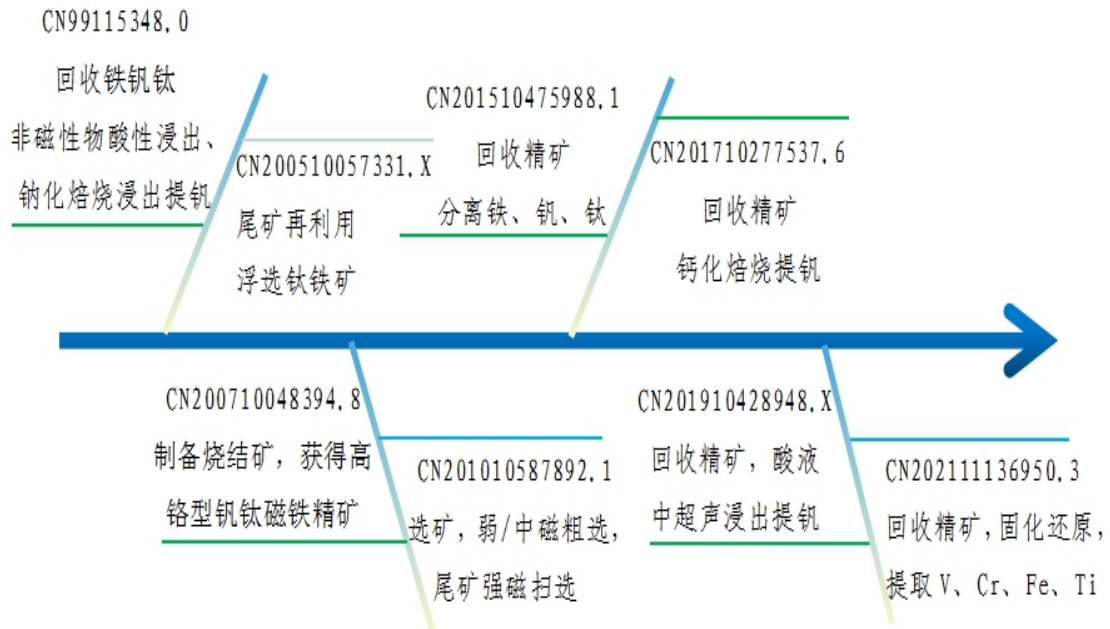 CN99115348.0
回收铁钒钛
非磁性物酸性浸出、
钠化焙烧浸出提钒
CN200510057331.X
尾矿再利用
浮选钛铁矿
CN201510475988.1
回收精矿
分离铁、钒、钛
CN201710277537.6
回收精矿
钙化焙烧提钒
CN200710048394.8
制备烧结矿，获得高
铬型钒钛磁铁精矿
CN201010587892.1
选矿，弱/中磁粗选，
尾矿强磁扫选
CN201910428948.X
回收精矿，酸液
中超声浸出提钒
CN202111136950.3
回收精矿，固化还原，
提取V、Cr、Fe、Ti